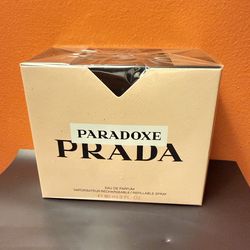 PARADOXE
PRADA
EAU DE PARFUM
VAPORISATEUR RECHARGEABLE / REFILLABLE SPRAY